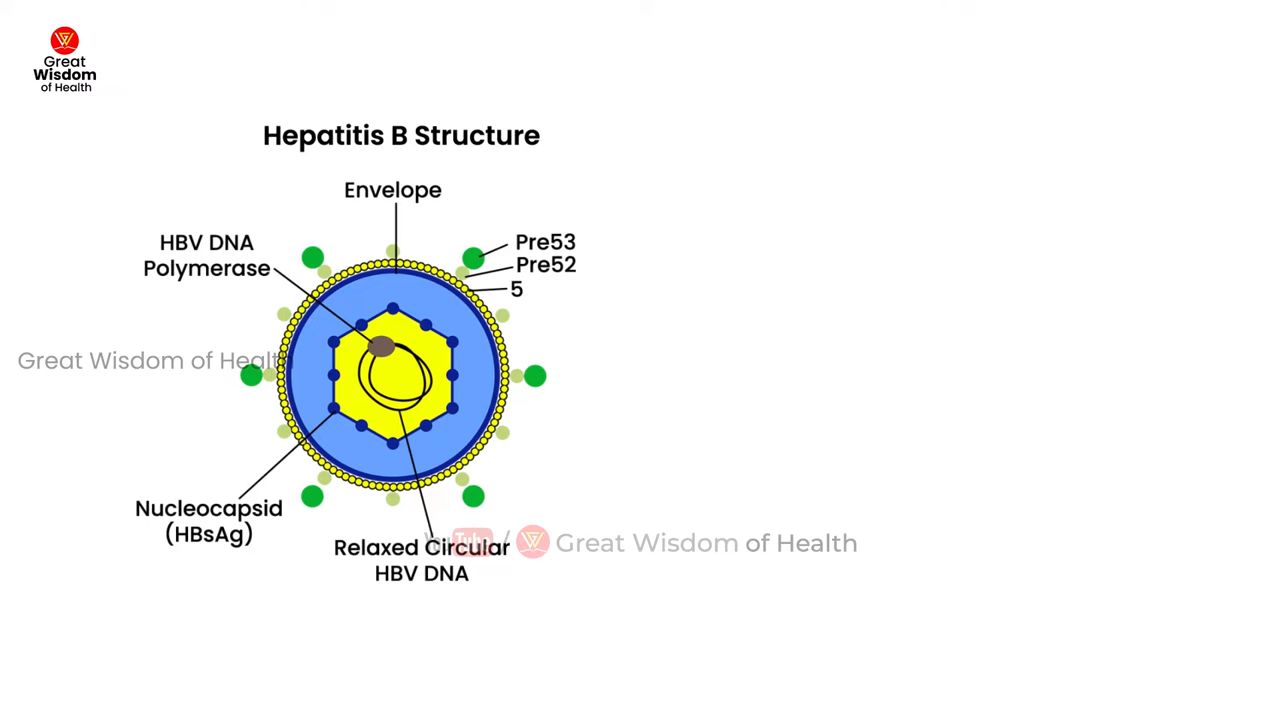 Great
Wisdom
of Health
Hepatitis B Structure
Envelope
HBV DNA
Polymerase
Pre53
Pre52
5
Great Wisdom of Health
Nucleocapsid
(HBsAg)
Relaxed Circular
HBV DNA
YouTube / Great Wisdom of Health